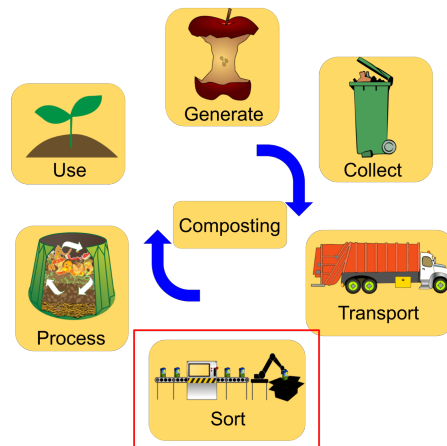 Generate
Collect
Use
Composting
Transport
Process
Sort